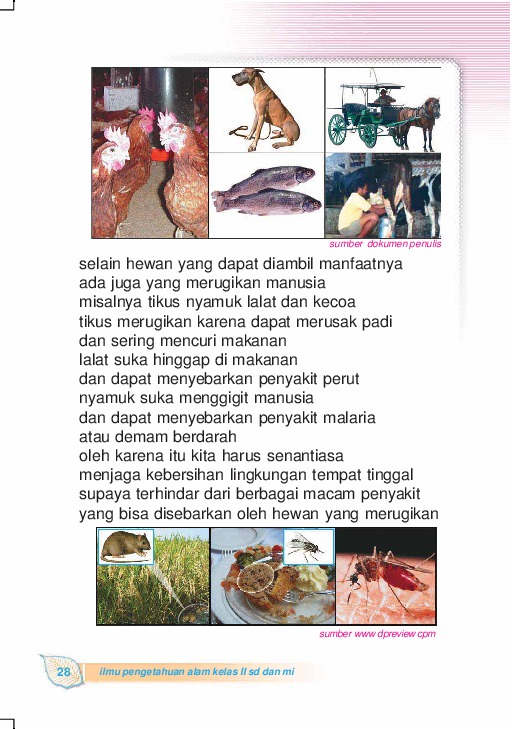 sumber dokumen penulis
selain hewan yang dapat diambil manfaatnya
ada juga yang merugikan manusia
misalnya tikus nyamuk lalat dan kecoa
tikus merugikan karena dapat merusak padi
dan sering mencuri makanan
lalat suka hinggap di makanan
dan dapat menyebarkan penyakit perut
nyamuk suka menggigit manusia
dan dapat menyebarkan penyakit malaria
atau demam berdarah
oleh karena itu kita harus senantiasa
menjaga kebersihan lingkungan tempat tinggal
supaya terhindar dari berbagai macam penyakit
yang bisa disebarkan oleh hewan yang merugikan
sumber www dpreview cpm
28 ilmu pengetahuan alam kelas II sd dan mi